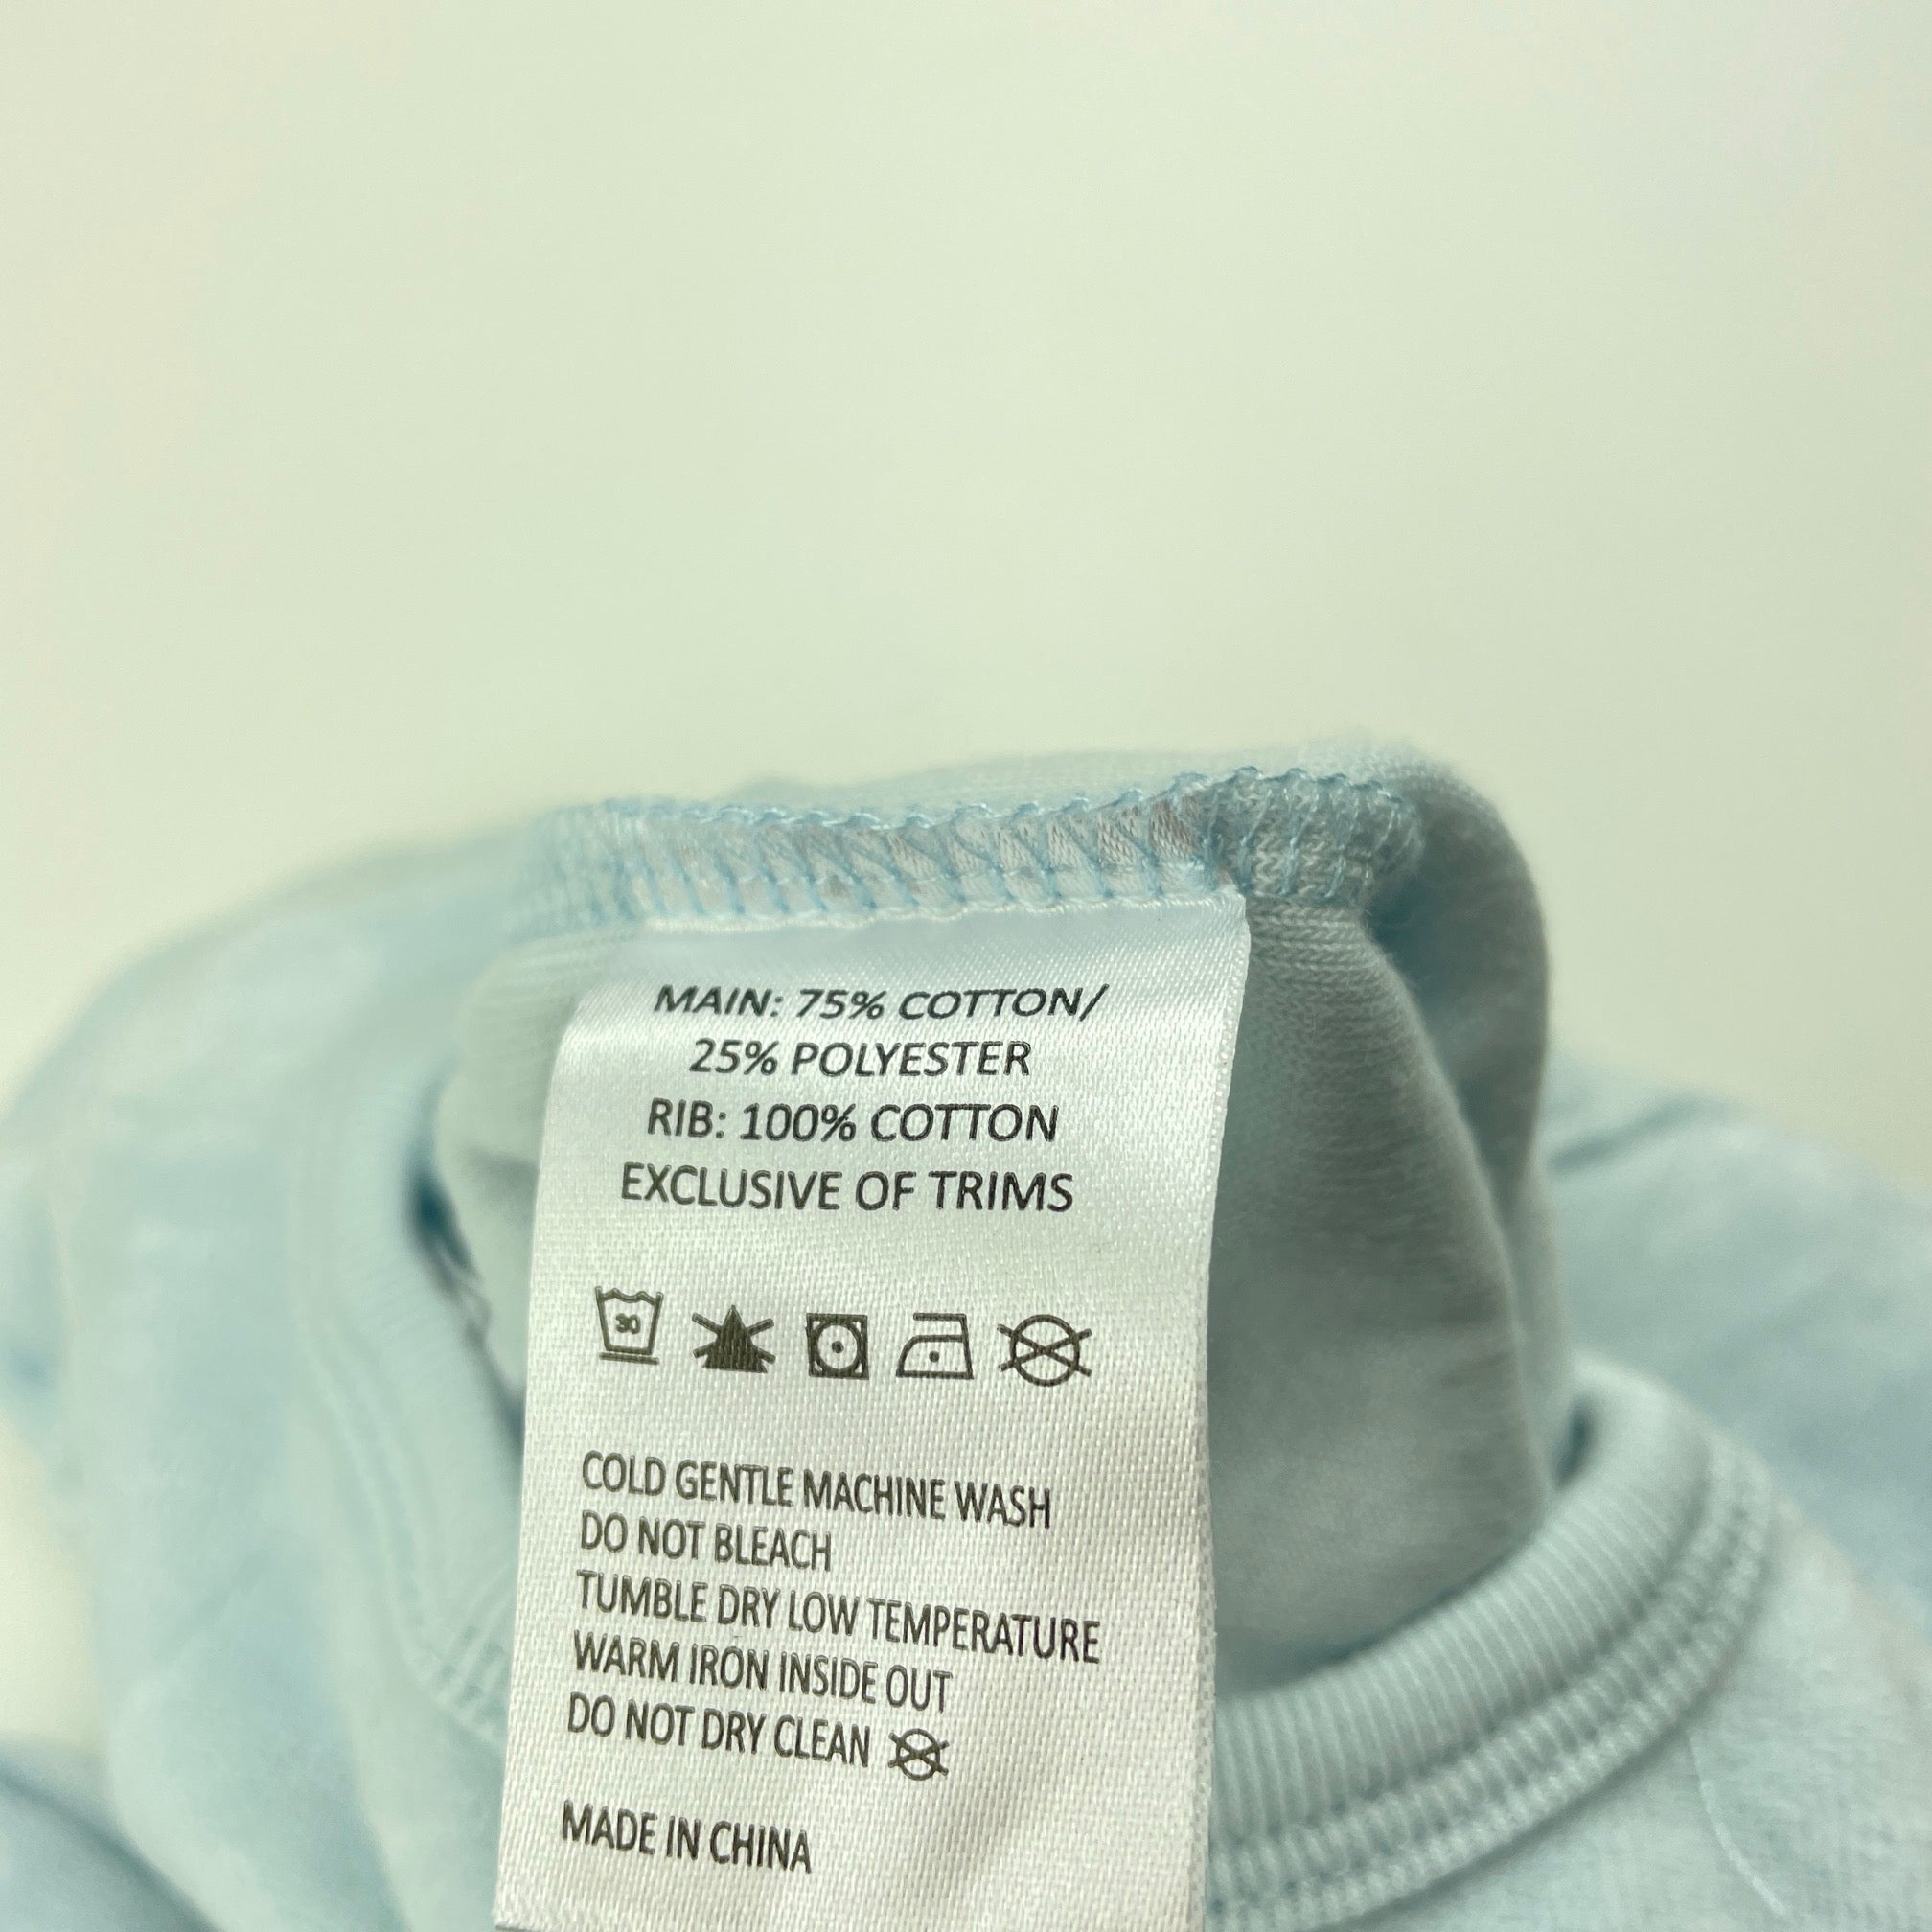 MAIN: 75% COTTON/
25% POLYESTER
RIB: 100% COTTON
EXCLUSIVE OF TRIMS
30
COLD GENTLE MACHINE WASH
DO NOT BLEACH
TUMBLE DRY LOW TEMPERATURE
WARM IRON INSIDE OUT
DO NOT DRY CLEAN
MADE IN CHINA